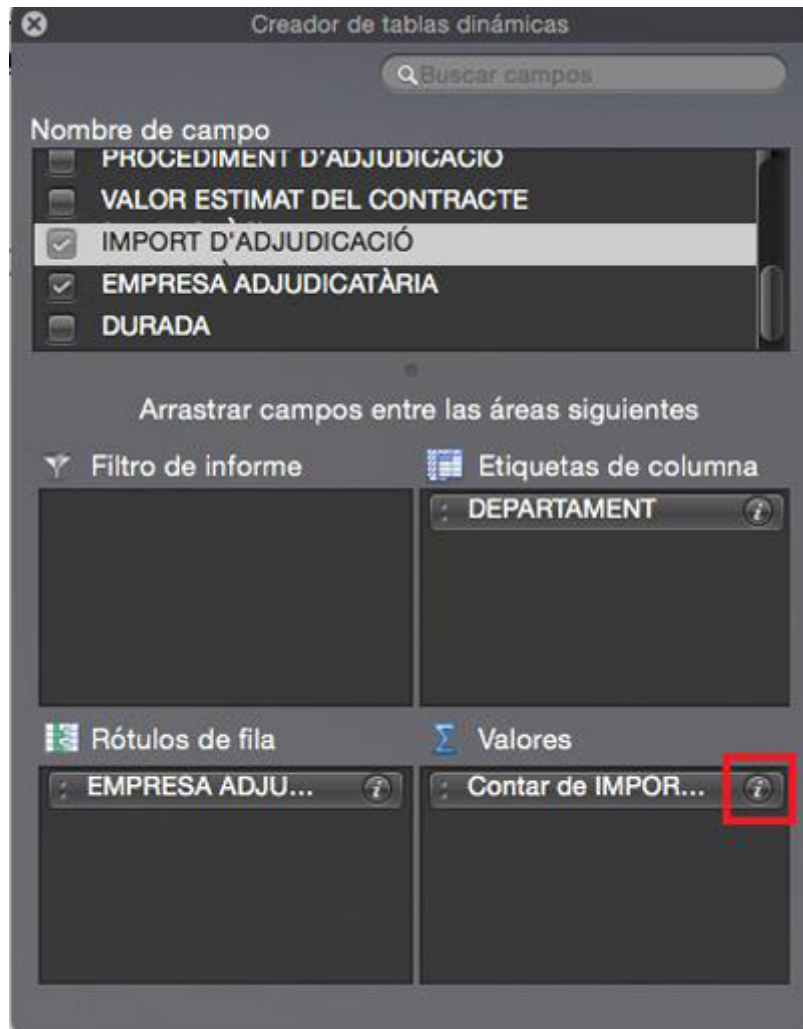 Creador de tablas dinámicas
Buscar campos
Nombre de campo
PROCEDIMENT D'ADJUDICACIÓ
VALOR ESTIMAT DEL CONTRACTE
IMPORT D'ADJUDICACIÓ
EMPRESA ADJUDICATÀRIA
DURADA
Arrastrar campos entre las áreas siguientes
Filtro de informe
Etiquetas de columna
DEPARTAMENT
Rótulos de fila
Valores
EMPRESA ADJU...
Contar de IMPOR...